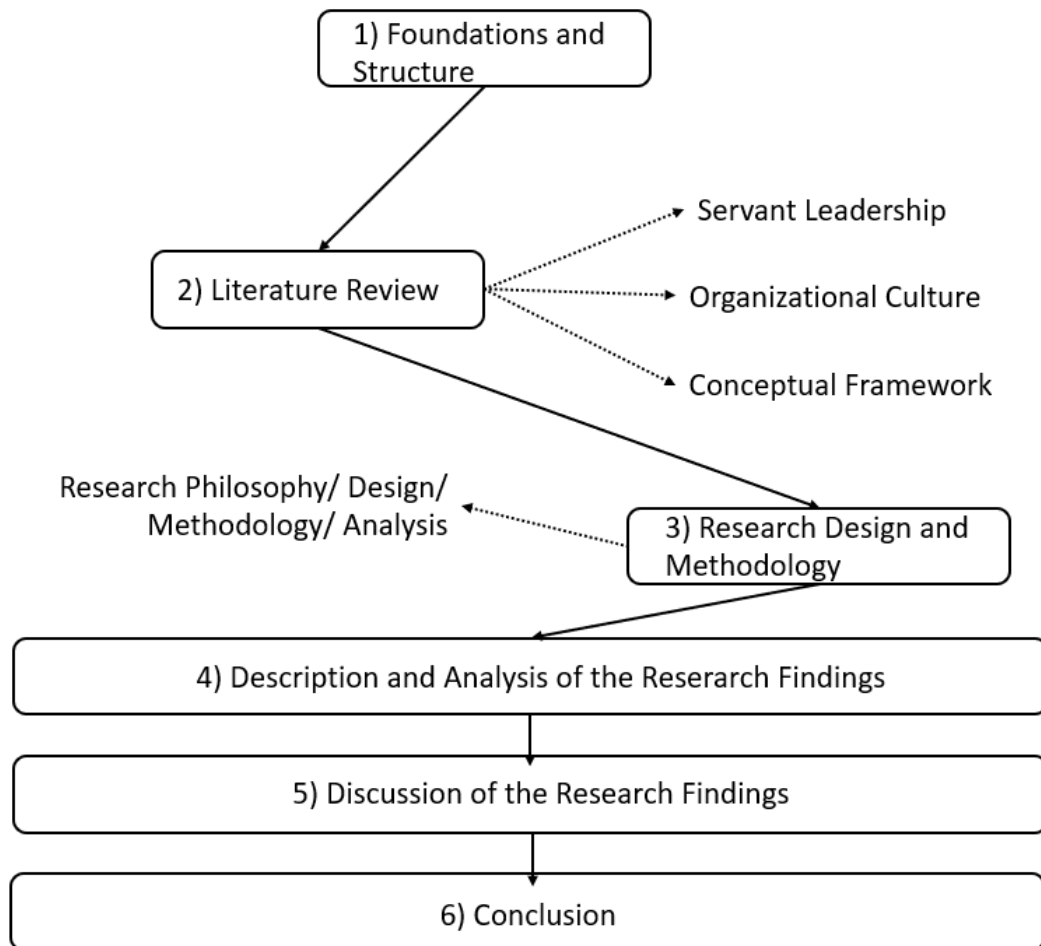 1) Foundations and
Structure
Servant Leadership
2) Literature Review
Organizational Culture
Conceptual Framework
Research Philosophy/ Design/
Methodology/ Analysis
3) Research Design and
Methodology
4) Description and Analysis of the Reserarch Findings
5) Discussion of the Research Findings
6) Conclusion